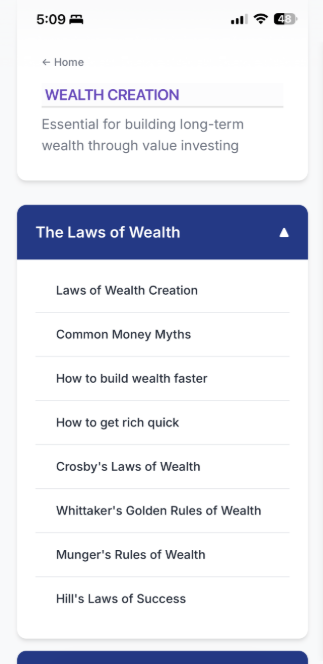 5:09
48
← Home
WEALTH CREATION
Essential for building long-term
wealth through value investing
The Laws of Wealth
Laws of Wealth Creation
Common Money Myths
How to build wealth faster
How to get rich quick
Crosby's Laws of Wealth
Whittaker's Golden Rules of Wealth
Munger's Rules of Wealth
Hill's Laws of Success